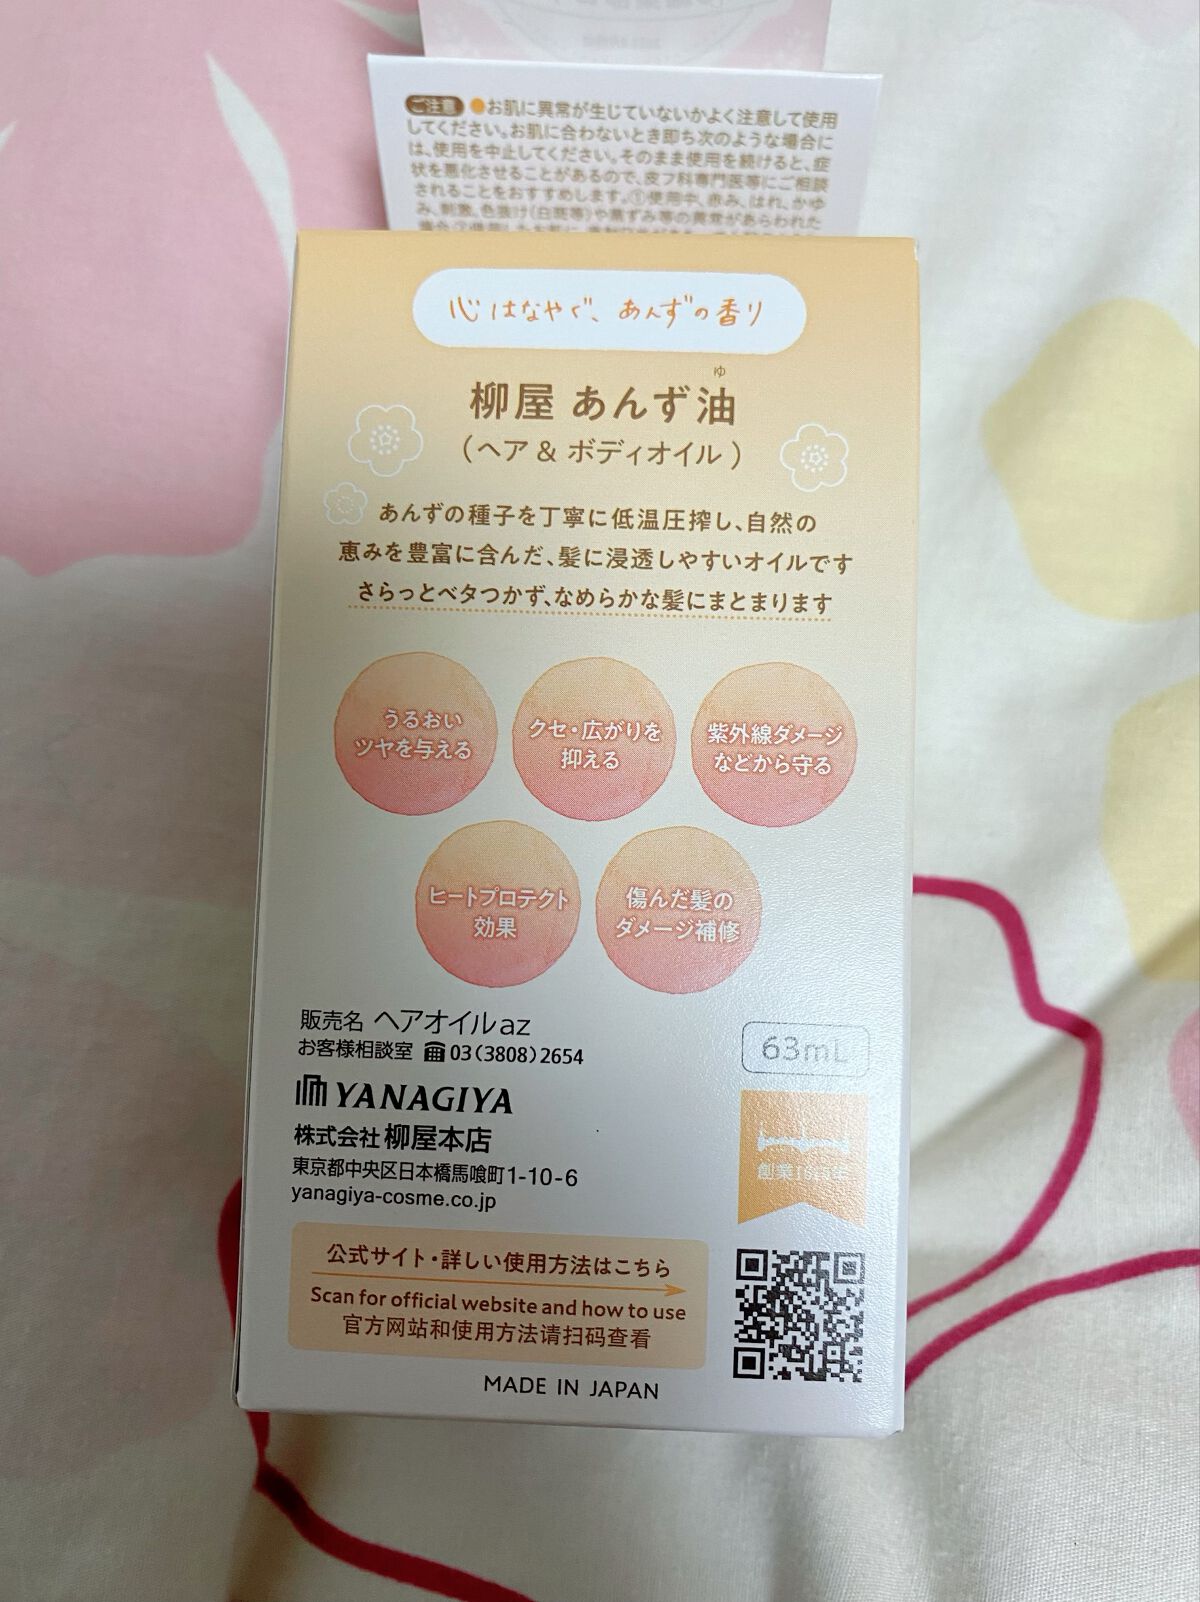 ご注意 ●お肌に異常が生じていないかよく注意して使用
してください。お肌に合わないとき即ち次のような場合に
は、使用を中止してください。そのまま使用を続けると、症
状を悪化させることがあるので、皮フ科専門医等にご相談
されることをおすすめします。①使用中、赤み、はれ、かゆ
み、刺激、色抜け(白斑等)や黒ずみ等の異常があらわれた
心はなやぐ、あんずの香り
ゆ
柳屋 あんず油
(ヘア & ボディオイル)
あんずの種子を丁寧に低温圧搾し、自然の
恵みを豊富に含んだ、髪に浸透しやすいオイルです
さらっとベタつかず、なめらかな髪にまとまります
うるおい
ツヤを与える
クセ・広がりを
抑える
紫外線ダメージ
などから守る
ヒートプロテクト
効果
傷んだ髪の
ダメージ補修
販売名 ヘアオイルaz
お客様相談室 03(3808)2654
63mL
YANAGIYA
株式会社 柳屋本店
東京都中央区日本橋馬喰町1-10-6
yanagiya-cosme.co.jp
創業1615年
公式サイト・詳しい使用方法はこちら
Scan for official website and how to use
官方网站和使用方法请扫码查看
MADE IN JAPAN